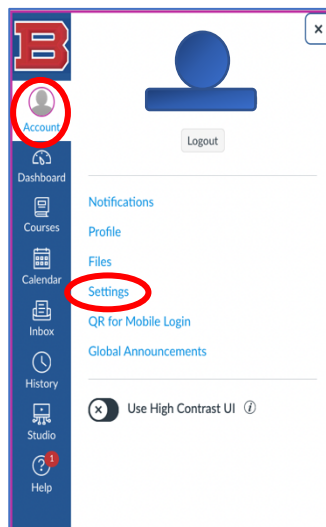 B
Account
Dashboard
Courses
Calendar
Inbox
History
Studio
1
Help
×
Logout
Notifications
Profile
Files
Settings
QR for Mobile Login
Global Announcements
Use High Contrast UI i